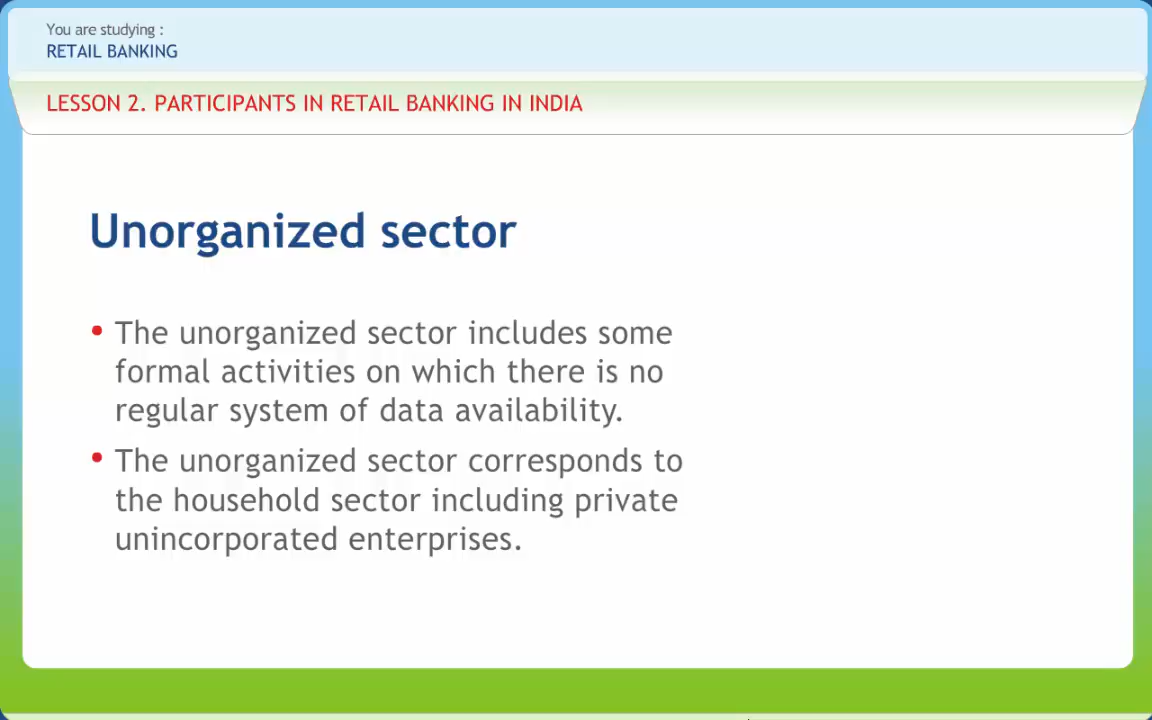 You are studying :
RETAIL BANKING
LESSON 2. PARTICIPANTS IN RETAIL BANKING IN INDIA
Unorganized sector
• The unorganized sector includes some
formal activities on which there is no
regular system of data availability.
• The unorganized sector corresponds to
the household sector including private
unincorporated enterprises.